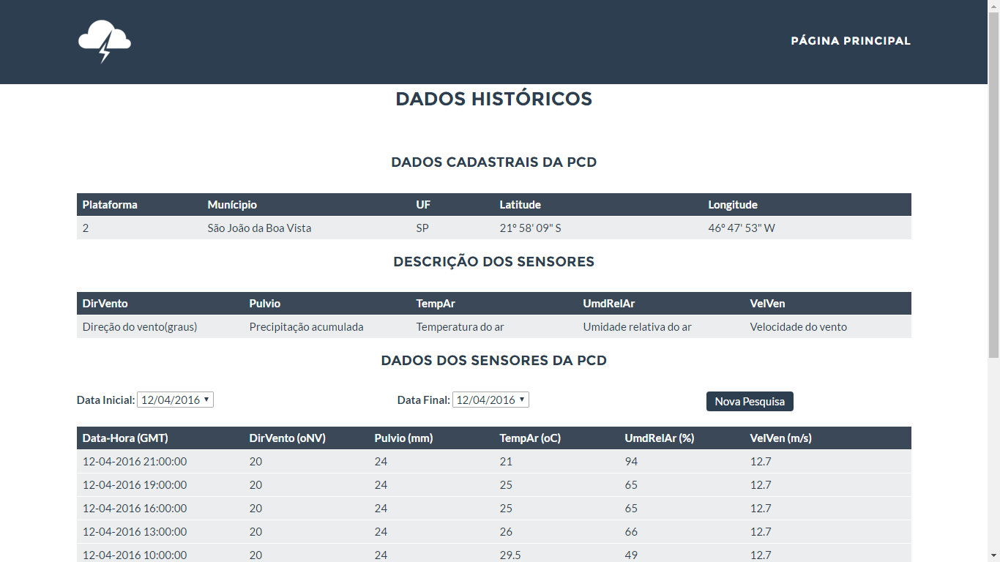 PÁGINA PRINCIPAL
DADOS HISTÓRICOS
DADOS CADASTRAIS DA PCD
Plataforma Munícipio UF Latitude Longitude
2 São João da Boa Vista SP 21º 58' 09" S 46º 47' 53" W
DESCRIÇÃO DOS SENSORES
DirVento Pulvio TempAr UmdRelAr VelVen
Direção do vento(graus) Precipitação acumulada Temperatura do ar Umidade relativa do ar Velocidade do vento
DADOS DOS SENSORES DA PCD
Data Inicial: 12/04/2016 Data Final: 12/04/2016 Nova Pesquisa
Data-Hora (GMT) DirVento (oNV) Pulvio (mm) TempAr (oC) UmdRelAr (%) VelVen (m/s)
12-04-2016 21:00:00 20 24 21 94 12.7
12-04-2016 19:00:00 20 24 25 65 12.7
12-04-2016 16:00:00 20 24 25 65 12.7
12-04-2016 13:00:00 20 24 26 66 12.7
12-04-2016 10:00:00 20 24 29.5 49 12.7